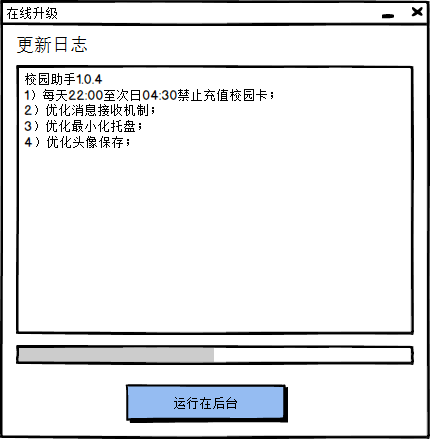 在线升级
更新日志
校园助手1.0.4
1）每天22:00至次日04:30禁止充值校园卡；
2）优化消息接收机制；
3）优化最小化托盘；
4）优化头像保存；
运行在后台